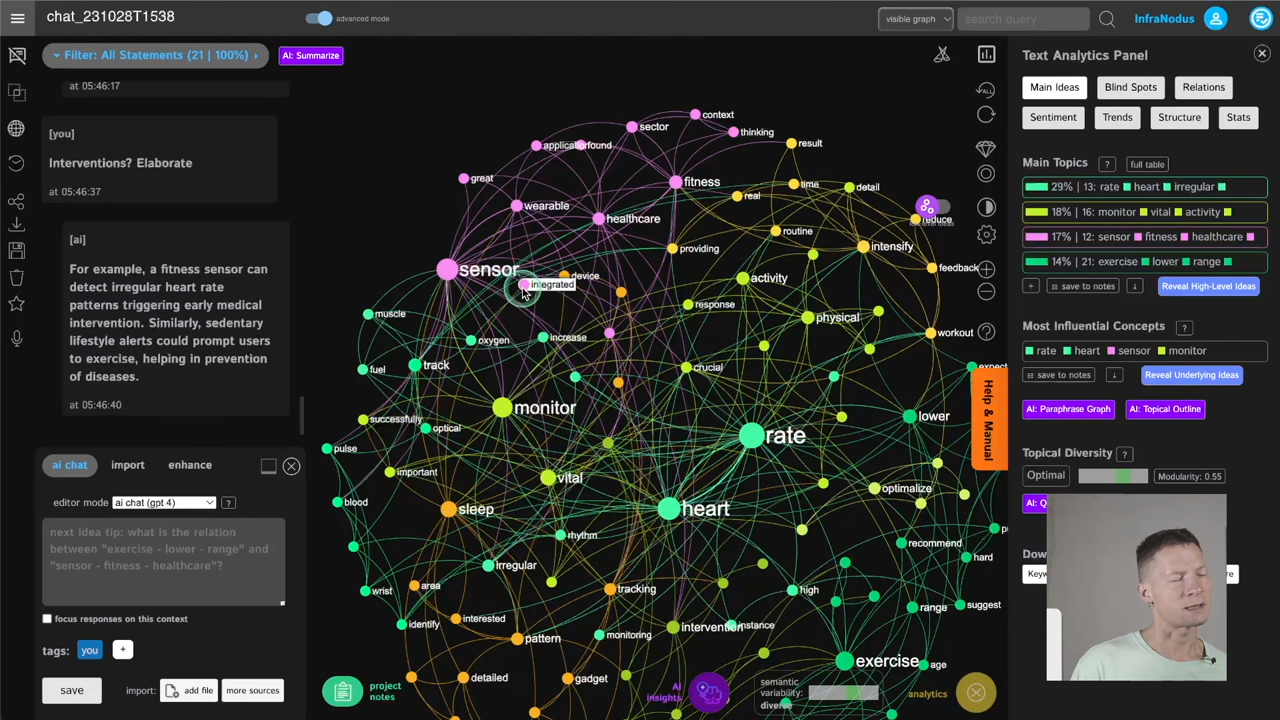 chat_231028T1538
advanced mode
visible graph
search query
InfraNodus
Filter: All Statements (21 | 100%)
AI: Summarize
at 05:46:17
[you]
Interventions? Elaborate
at 05:46:37
[ai]
For example, a fitness sensor can
detect irregular heart rate
patterns triggering early medical
intervention. Similarly, sedentary
lifestyle alerts could prompt users
to exercise, helping in prevention
of diseases.
at 05:46:40
ai chat
import
enhance
editor mode
ai chat (gpt 4)
?
next idea tip: what is the relation
between "exercise - lower - range" and
"sensor - fitness - healthcare"?
focus responses on this context
tags:
you
+
save
import:
add file
more sources
context
sector
thinking
application
found
result
great
fitness
time
detail
real
wearable
healthcare
reduce
routine
intensify
providing
sensor
device
integrated
activity
feedback
muscle
response
physical
oxygen
increase
workout
track
fuel
crucial
expect
monitor
successfully
optical
rate
lower
pulse
important
vital
optimalize
blood
sleep
heart
rhythm
recommend
hard
irregular
wrist
area
tracking
high
range
suggest
interested
identify
pattern
monitoring
intervention
instance
exercise
age
detailed
gadget
project
notes
AI
insights
semantic
variability:
diverse
analytics
ALL
Help & Manual
Text Analytics Panel
Main Ideas
Blind Spots
Relations
Sentiment
Trends
Structure
Stats
Main Topics
?
full table
29% | 13: rate heart irregular
18% | 16: monitor vital activity
17% | 12: sensor fitness healthcare
14% | 21: exercise lower range
+
save to notes
↓
Reveal High-Level Ideas
Most Influential Concepts
?
rate heart sensor monitor
save to notes
↓
Reveal Underlying Ideas
AI: Paraphrase Graph
AI: Topical Outline
Topical Diversity
?
Optimal
Modularity: 0.55